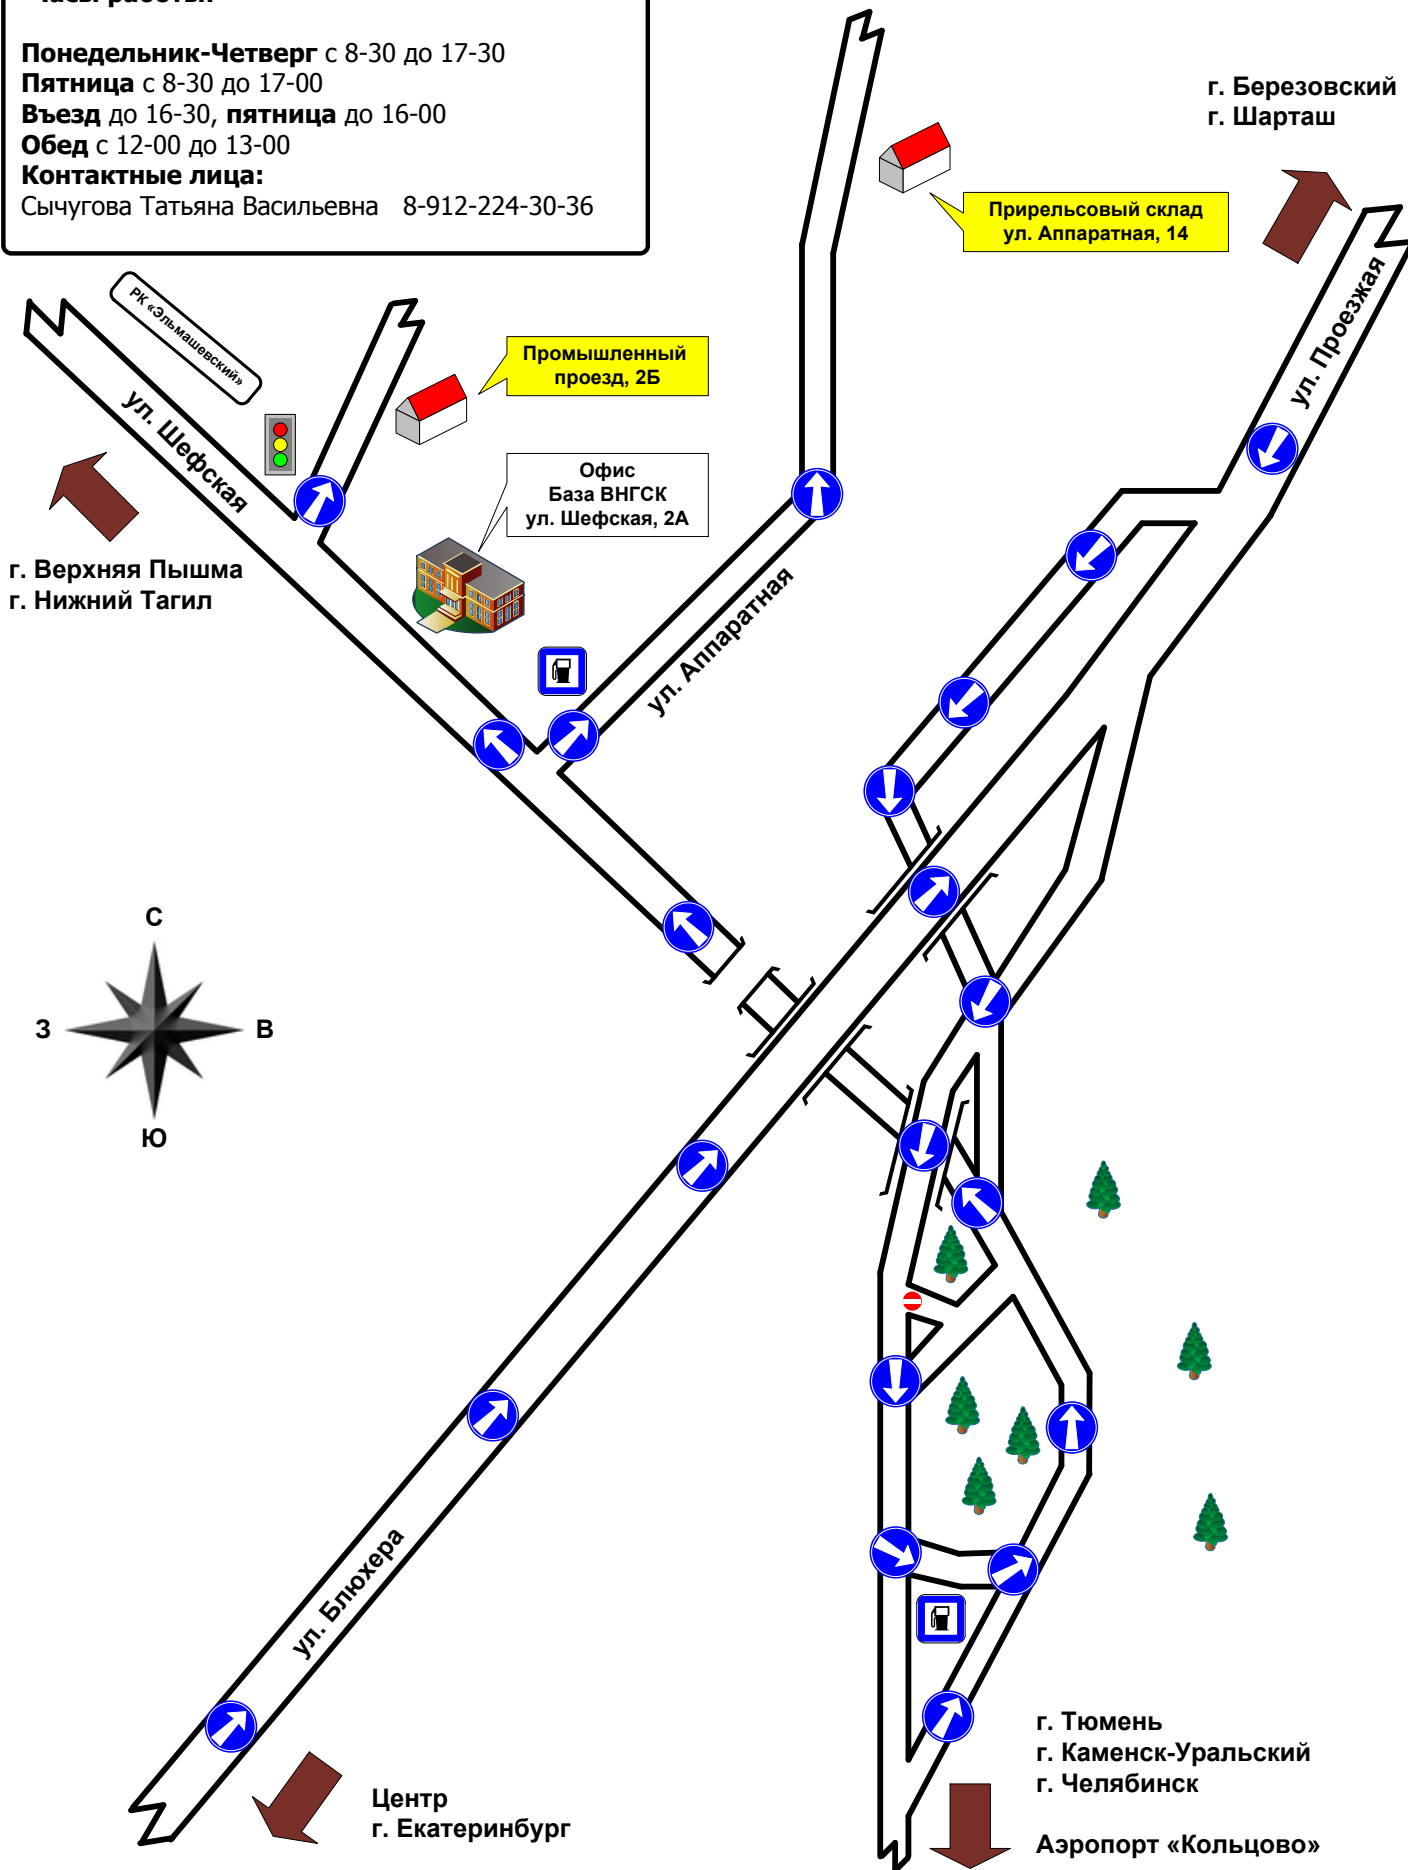 Часы работы:
Понедельник-Четверг с 8-30 до 17-30
Пятница с 8-30 до 17-00
Въезд до 16-30, пятница до 16-00
Обед с 12-00 до 13-00
Контактные лица:
Сычугова Татьяна Васильевна 8-912-224-30-36
г. Березовский
г. Шарташ
Прирельсовый склад
ул. Аппаратная, 14
ул. Проезжая
РК «Эльмашевский»
Промышленный
проезд, 2Б
ул. Шефская
Офис
База ВНГСК
ул. Шефская, 2А
г. Верхняя Пышма
г. Нижний Тагил
ул. Аппаратная
С
З
В
Ю
ул. Блюхера
г. Тюмень
г. Каменск-Уральский
г. Челябинск
Центр
г. Екатеринбург
Аэропорт «Кольцово»